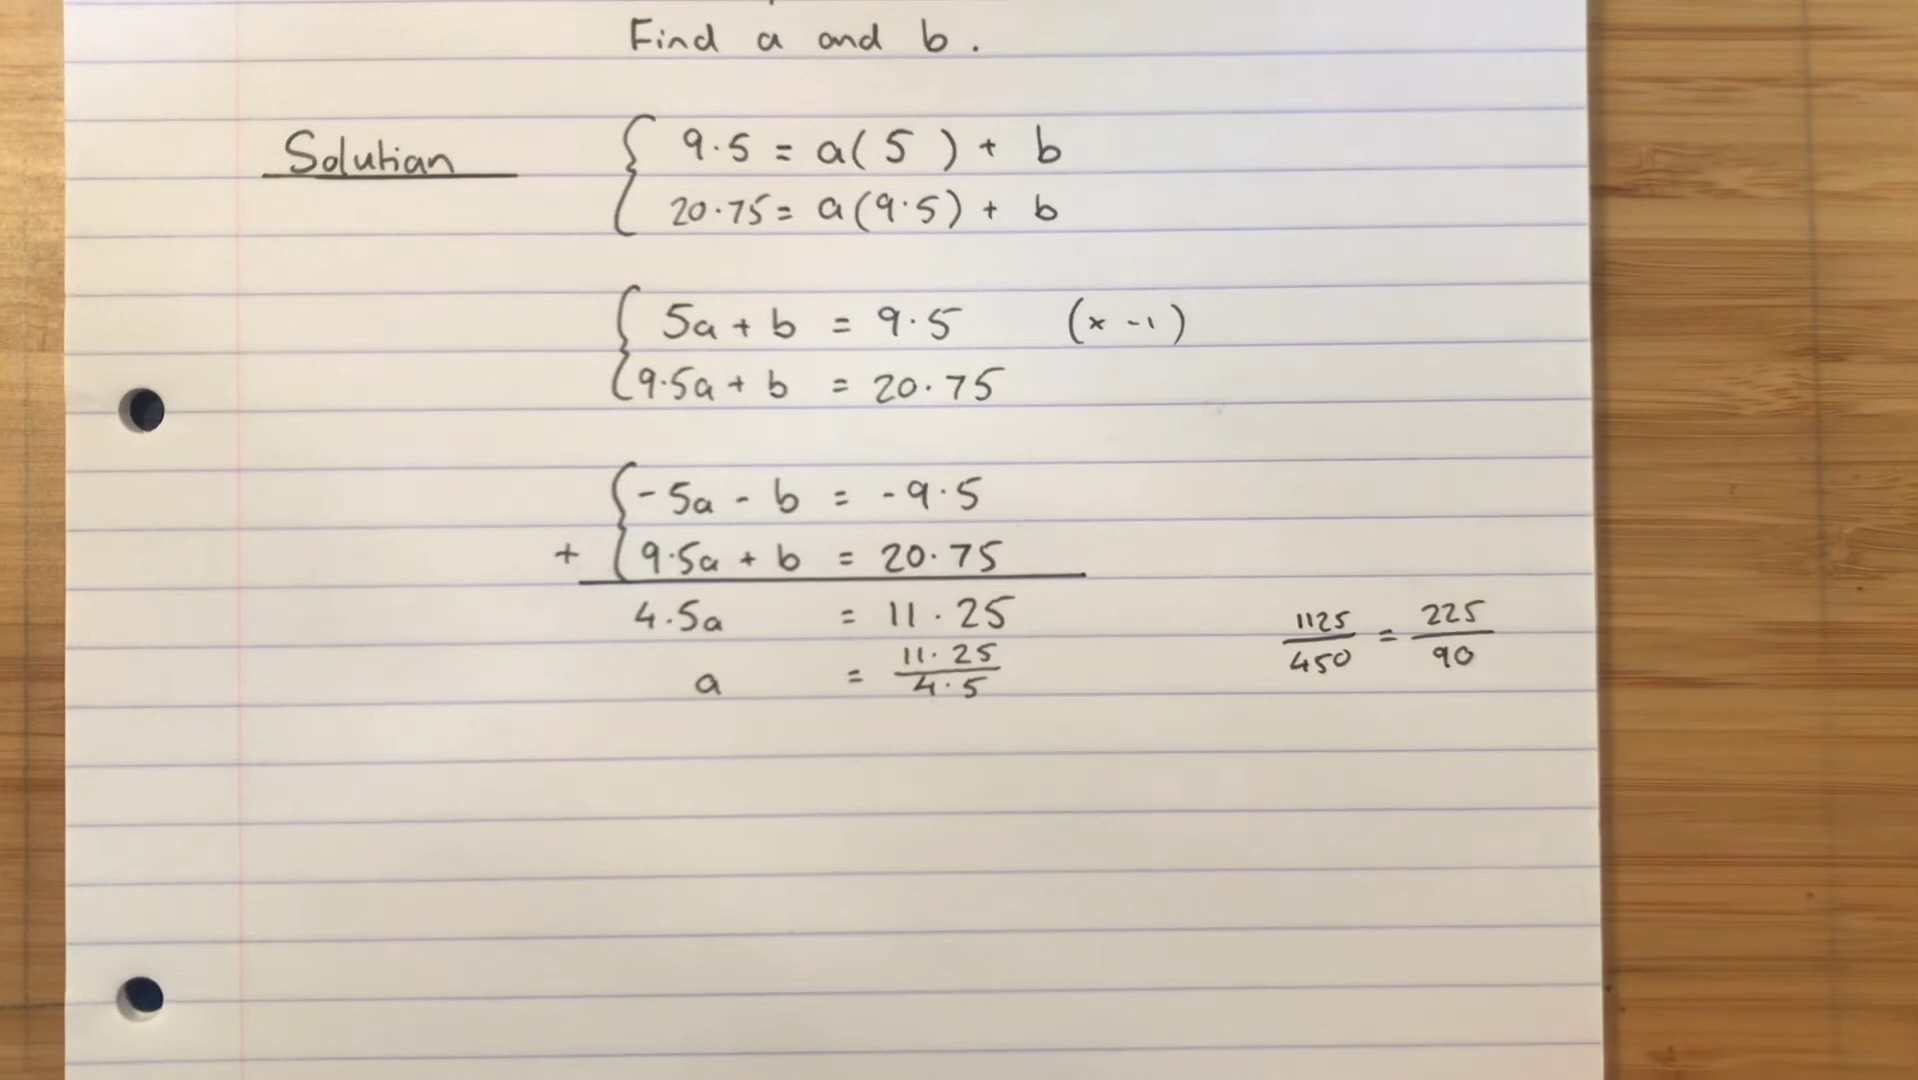 Find a and b.
Solution
9.5 = a( 5 ) + b
20.75 = a(9.5) + b
5a + b = 9.5 (x -1)
9.5a + b = 20.75
-5a - b = -9.5
+ 9.5a + b = 20.75
4.5a = 11.25
a = 11.25/4.5
1125/450 = 225/90